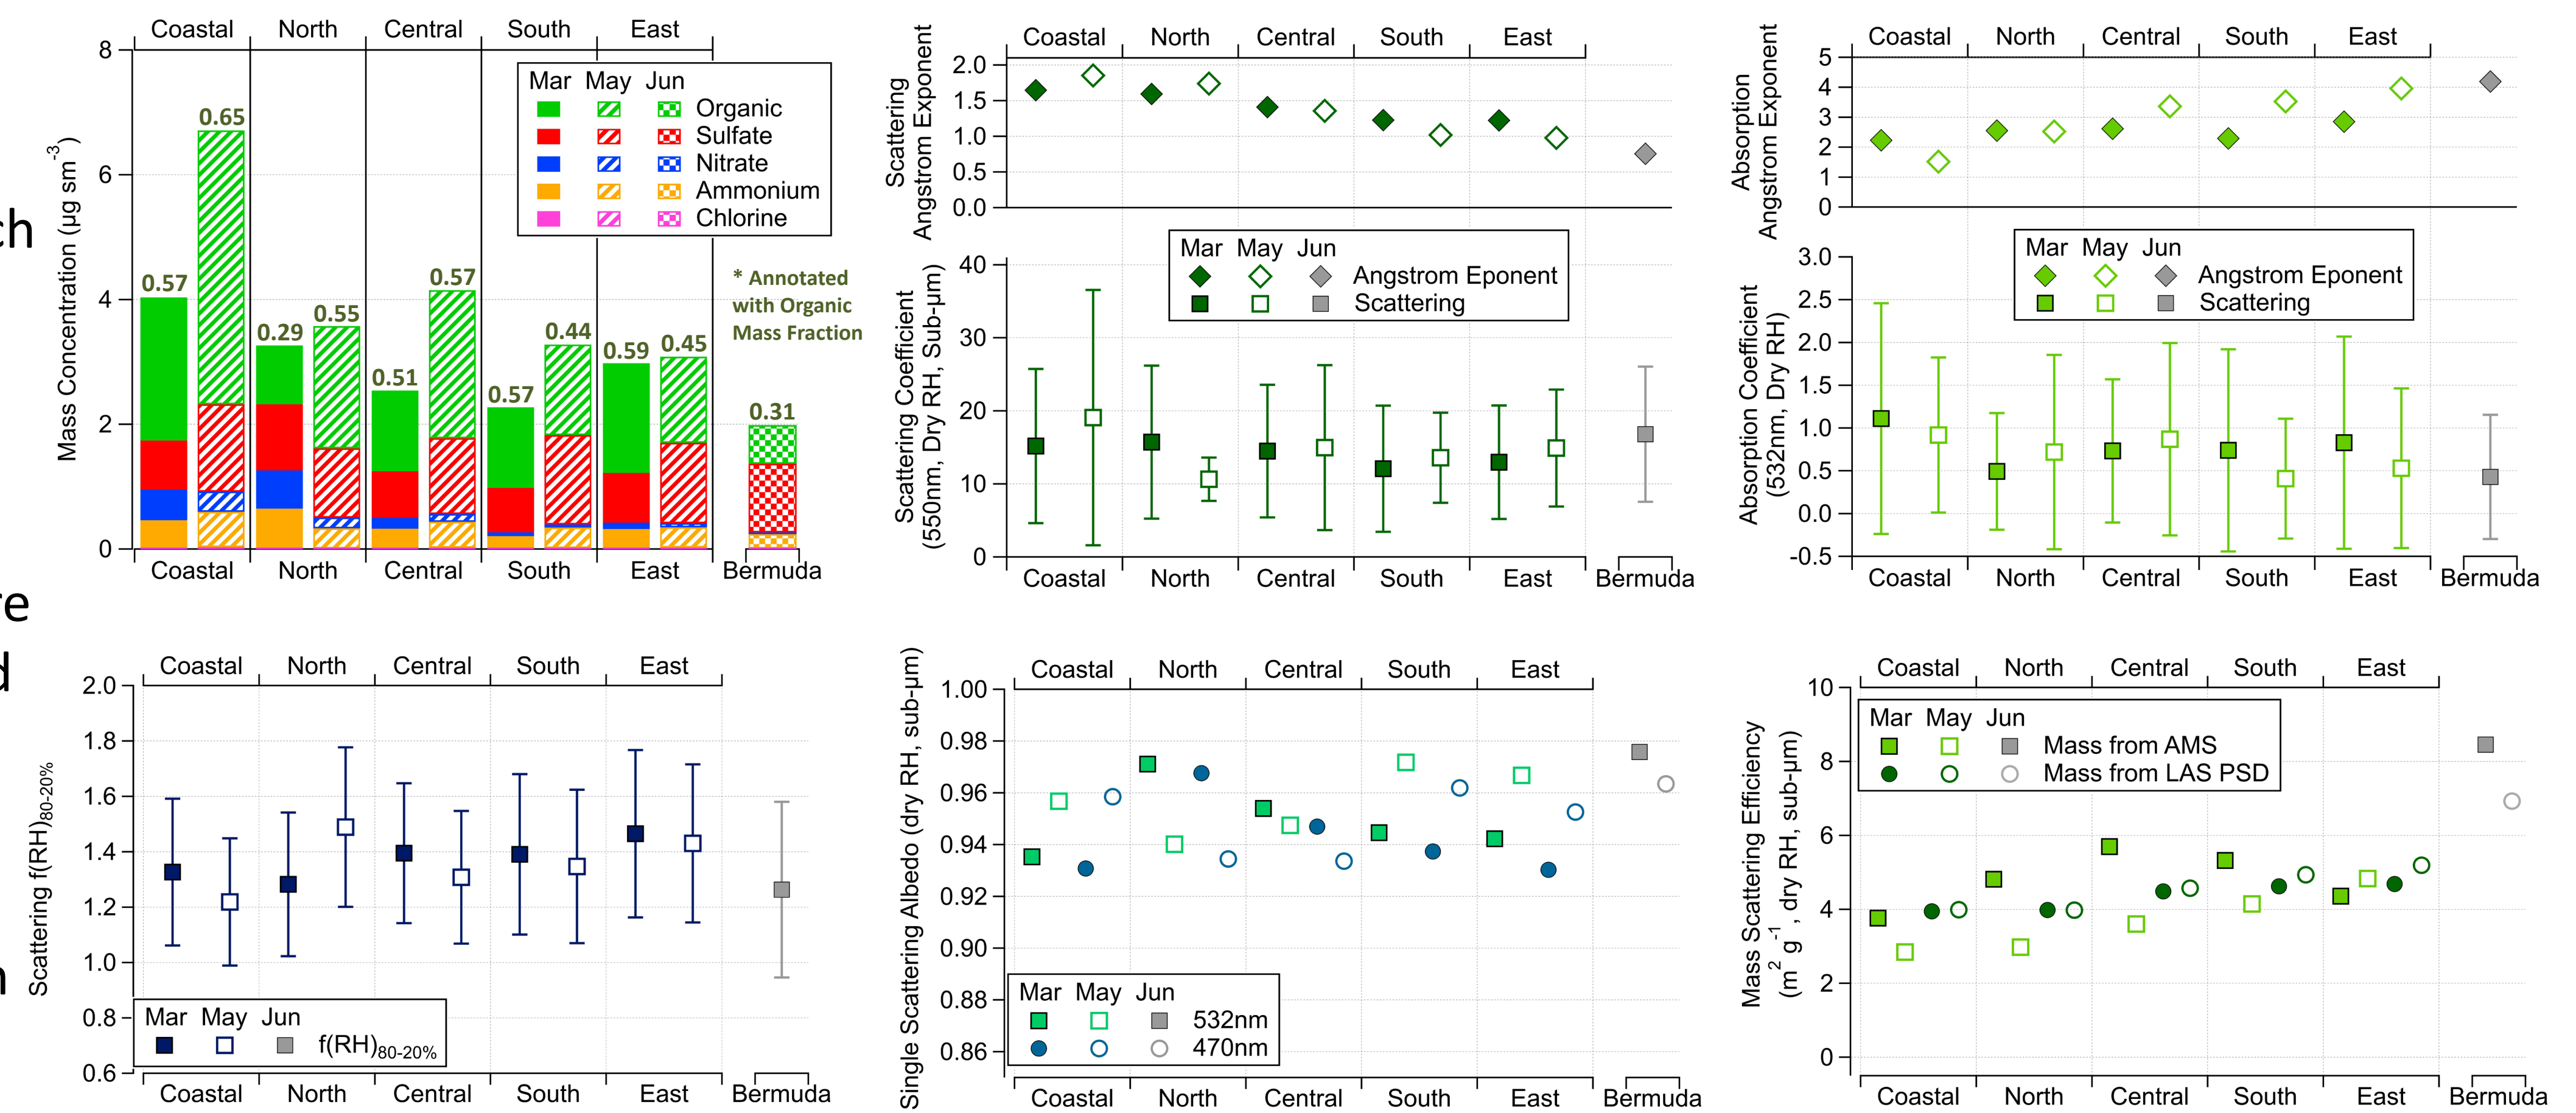 ch
re
d
n
Coastal North Central South East
Mass Concentration (µg sm-3)
8
6
4
2
0
Mar May Jun
Organic
Sulfate
Nitrate
Ammonium
Chlorine
0.57
0.65
0.29
0.55
0.51
0.57
0.57
0.44
0.59
0.45
0.31
* Annotated
with Organic
Mass Fraction
Coastal North Central South East Bermuda
Coastal North Central South East
Scattering
Angstrom Exponent
2.0
1.5
1.0
0.5
0.0
Mar May Jun
Angstrom Eponent
Scattering
Scattering Coefficient
(550nm, Dry RH, Sub-µm)
40
30
20
10
0
Coastal North Central South East Bermuda
Coastal North Central South East
Absorption
Angstrom Exponent
5
4
3
2
1
0
Mar May Jun
Angstrom Eponent
Scattering
Absorption Coefficient
(532nm, Dry RH)
3.0
2.5
2.0
1.5
1.0
0.5
0.0
-0.5
Coastal North Central South East Bermuda
Coastal North Central South East
Scattering f(RH)80-20%
2.0
1.8
1.6
1.4
1.2
1.0
0.8
0.6
Mar May Jun
f(RH)80-20%
Coastal North Central South East Bermuda
Coastal North Central South East
Single Scattering Albedo (dry RH, sub-µm)
1.00
0.98
0.96
0.94
0.92
0.90
0.88
0.86
Mar May Jun
532nm
470nm
Coastal North Central South East Bermuda
Coastal North Central South East
Mass Scattering Efficiency
(m2 g-1, dry RH, sub-µm)
10
8
6
4
2
0
Mar May Jun
Mass from AMS
Mass from LAS PSD
Coastal North Central South East Bermuda